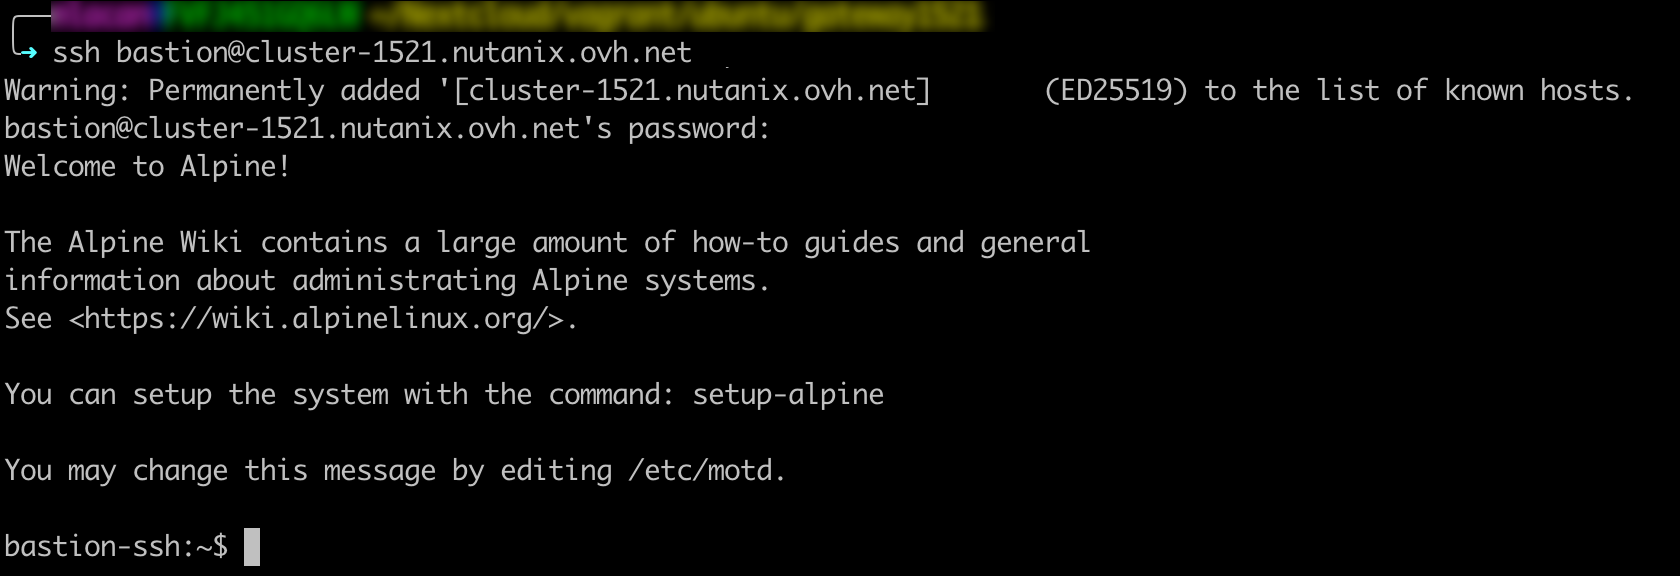 → ssh bastion@cluster-1521.nutanix.ovh.net
Warning: Permanently added '[cluster-1521.nutanix.ovh.net] (ED25519) to the list of known hosts.
bastion@cluster-1521.nutanix.ovh.net's password:
Welcome to Alpine!
The Alpine Wiki contains a large amount of how-to guides and general
information about administrating Alpine systems.
See <https://wiki.alpinelinux.org/>.
You can setup the system with the command: setup-alpine
You may change this message by editing /etc/motd.
bastion-ssh:~$